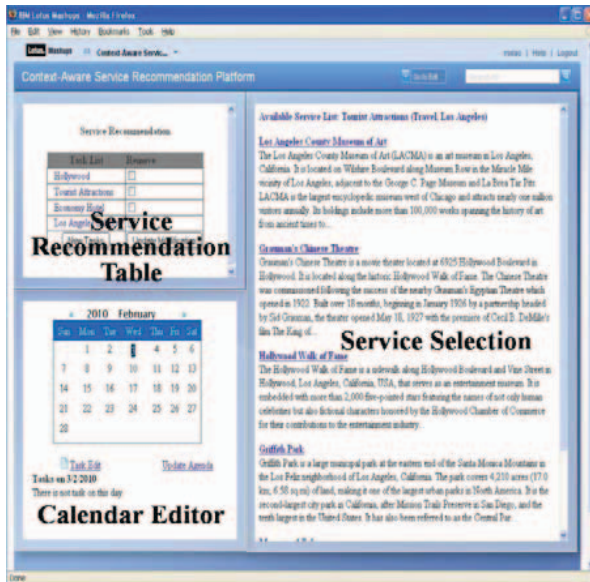 IBM Lotus Mashups - Mozilla Firefox
File Edit View History Bookmarks Tools Help
Lotus. Mashups Context-Aware Servic...
| Help | Logout
Context-Aware Service Recommendation Platform
Go to Edit
Service Recommendation
Task List Remove
Hollywood
Tourist Attractions
Economy Hotel
Los Angeles
New Tasks Update
Service
Recommendation
Table
2010 February
Sun Mon Tue Wed Thu Fri Sat
1 2 3 4 5 6
7 8 9 10 11 12 13
14 15 16 17 18 19 20
21 22 23 24 25 26 27
28
Task Edit Update Agenda
Tasks on 3/2/2010
There is not task on this day
Calendar Editor
Available Service List: Tourist Attractions (Travel, Los Angeles)
Los Angeles County Museum of Art
The Los Angeles County Museum of Art (LACMA) is an art museum in Los Angeles,
California. It is located on Wilshire Boulevard along Museum Row in the Miracle Mile
vicinity of Los Angeles, adjacent to the George C. Page Museum and La Brea Tar Pits.
LACMA is the largest encyclopedic museum west of Chicago and attracts nearly one million
visitors annually. Its holdings include more than 100,000 works spanning the history of art
from ancient times to...
Grauman's Chinese Theatre
Grauman's Chinese Theatre is a movie theater located at 6925 Hollywood Boulevard in
Hollywood. It is located along the historic Hollywood Walk of Fame. The Chinese Theatre
was commissioned following the success of the nearby Grauman's Egyptian Theatre which
opened in 1922. Built over 18 months, beginning in January 1926 by a partnership headed
by Sid Grauman, the theater opened May 18, 1927 with the premiere of Cecil B. DeMille's
film The King of...
Service Selection
Hollywood Walk of Fame
The Hollywood Walk of Fame is a sidewalk along Hollywood Boulevard and Vine Street in
Hollywood, Los Angeles, California, USA, that serves as an entertainment museum. It is
embedded with more than 2,000 five-pointed stars featuring the names of not only human
celebrities but also fictional characters honored by the Hollywood Chamber of Commerce
for their contributions to the entertainment industry.
Griffith Park
Griffith Park is a large municipal park at the eastern end of the Santa Monica Mountains in
the Los Feliz neighborhood of Los Angeles, California. The park covers 4,210 acres (17.0
km, 6.58 sq mi) of land, making it one of the largest urban parks in North America. It is the
second-largest city park in California, after Mission Trails Preserve in San Diego, and the
tenth largest in the United States. It has also been referred to as the Central Par...
Done